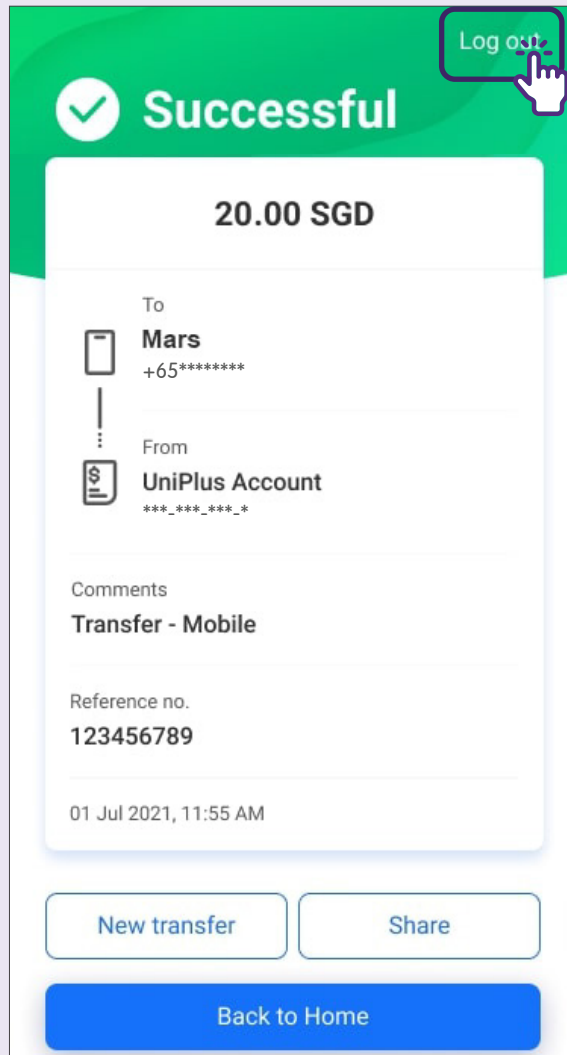 Log out
Successful
20.00 SGD
To
Mars
+65********
From
UniPlus Account
***-***-***-*
Comments
Transfer - Mobile
Reference no.
123456789
01 Jul 2021, 11:55 AM
New transfer
Share
Back to Home